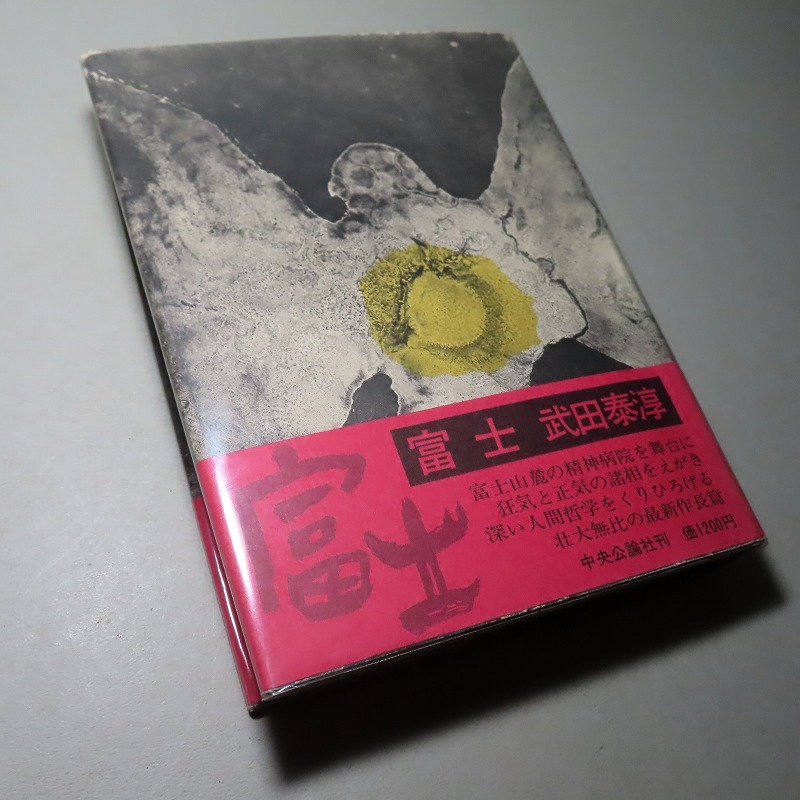 富士 武田泰淳
富士山麓の精神病院を舞台に
狂気と正気の諸相をえがき
深い人間哲学をくりひろげる
壮大無比の最新作長篇
中央公論社刊 価1200円
富士